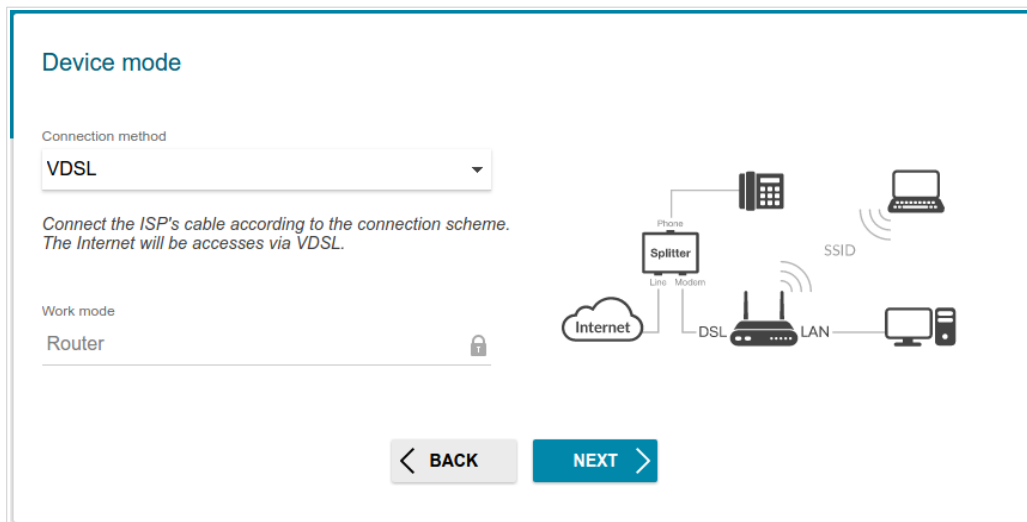 Device mode
Connection method
VDSL
Connect the ISP's cable according to the connection scheme.
The Internet will be accesses via VDSL.
Work mode
Router
Phone
Splitter
Line Modem
SSID
Internet
DSL
LAN
BACK
NEXT